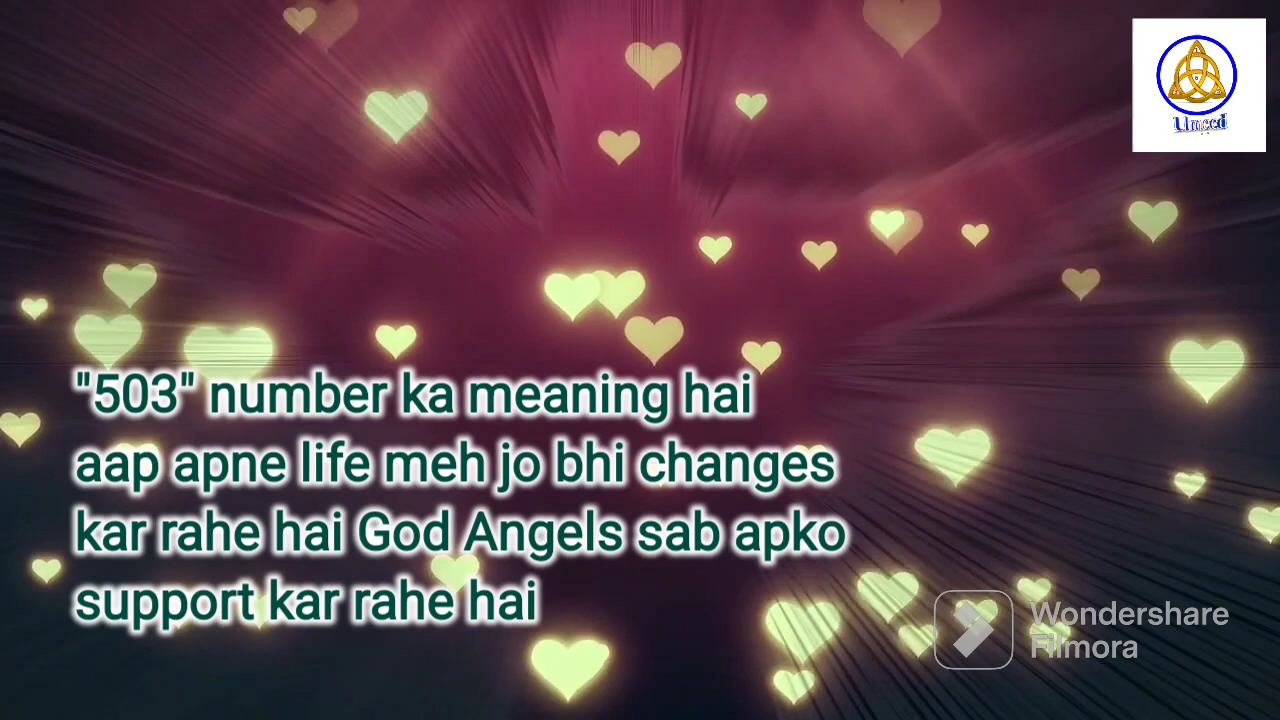 Umeed
"503" number ka meaning hai
aap apne life meh jo bhi changes
kar rahe hai God Angels sab apko
support kar rahe hai
Wondershare
Filmora